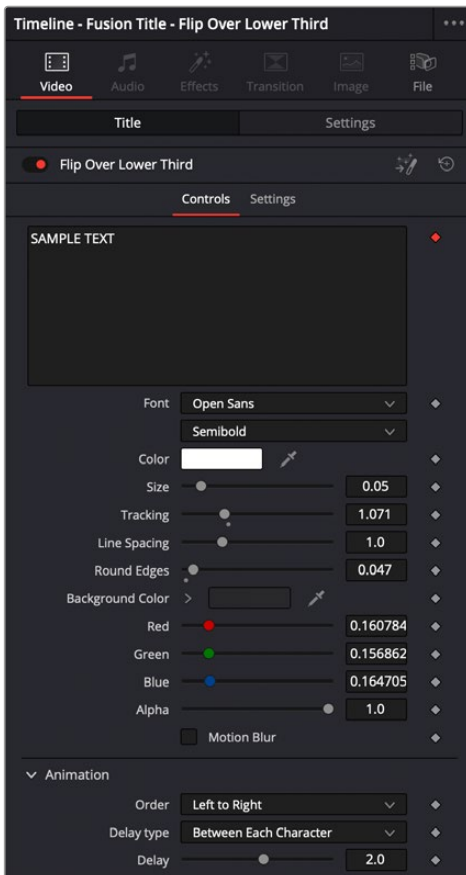 Timeline - Fusion Title - Flip Over Lower Third
Video Audio Effects Transition Image File
Title Settings
Flip Over Lower Third
Controls Settings
SAMPLE TEXT
Font Open Sans
Semibold
Color
Size 0.05
Tracking 1.071
Line Spacing 1.0
Round Edges 0.047
Background Color
Red 0.160784
Green 0.156862
Blue 0.164705
Alpha 1.0
Motion Blur
Animation
Order Left to Right
Delay type Between Each Character
Delay 2.0